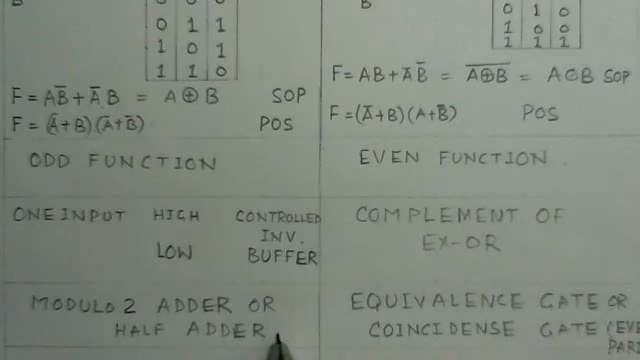 B
0 1 1
1 0 1
1 1 0
F = AB̅ + A̅ B = A ⊕ B SOP
F = (A̅+B)(A+B̅) POS
ODD FUNCTION
ONE INPUT HIGH CONTROLLED
INV.
LOW BUFFER
MODULO 2 ADDER OR
HALF ADDER
B
0 1 0
1 0 0
1 1 1
F = AB + A̅ B̅ = A̅⊕̅B̅ = A ⊙ B SOP
F = (A̅+B)(A+B̅) POS
EVEN FUNCTION
COMPLEMENT OF
EX-OR
EQUIVALENCE GATE OR
COINCIDENSE GATE (EVE
PARI